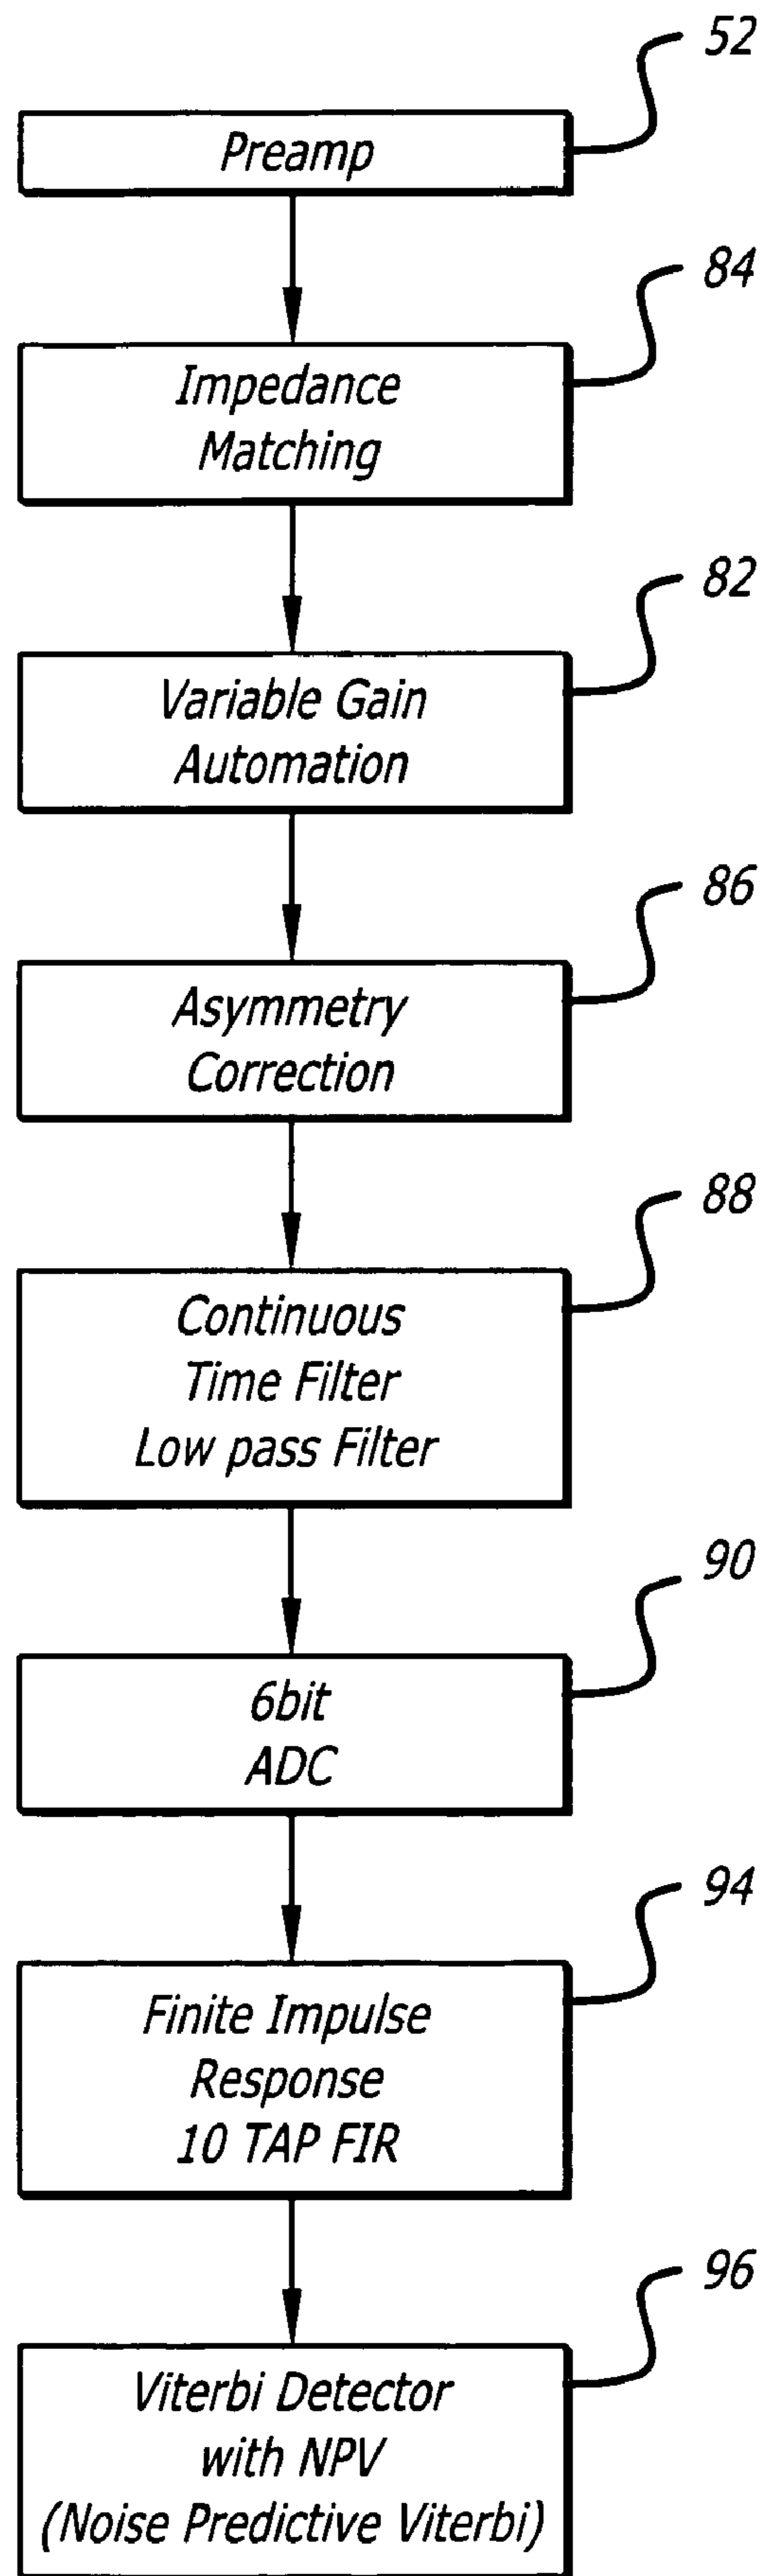 52
Preamp
84
Impedance
Matching
82
Variable Gain
Automation
86
Asymmetry
Correction
88
Continuous
Time Filter
Low pass Filter
90
6bit
ADC
94
Finite Impulse
Response
10 TAP FIR
96
Viterbi Detector
with NPV
(Noise Predictive Viterbi)